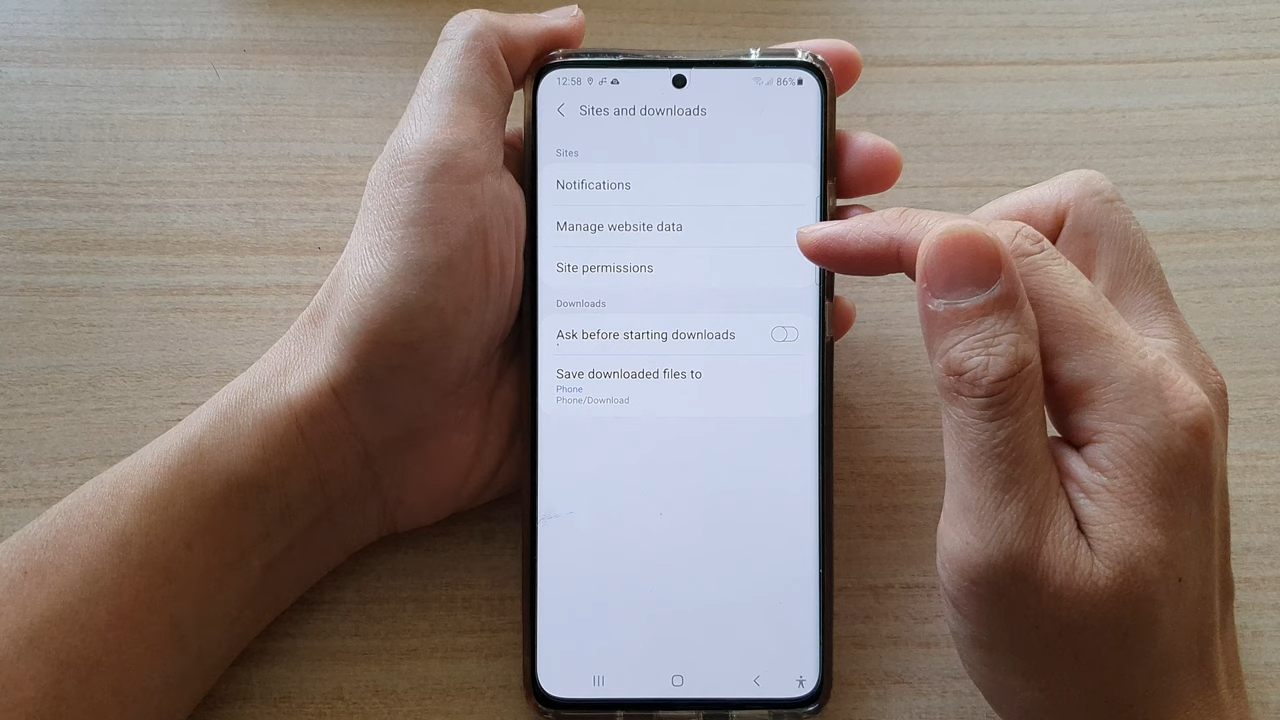 12:58 86%
Sites and downloads
Sites
Notifications
Manage website data
Site permissions
Downloads
Ask before starting downloads
Save downloaded files to
Phone
Phone/Download